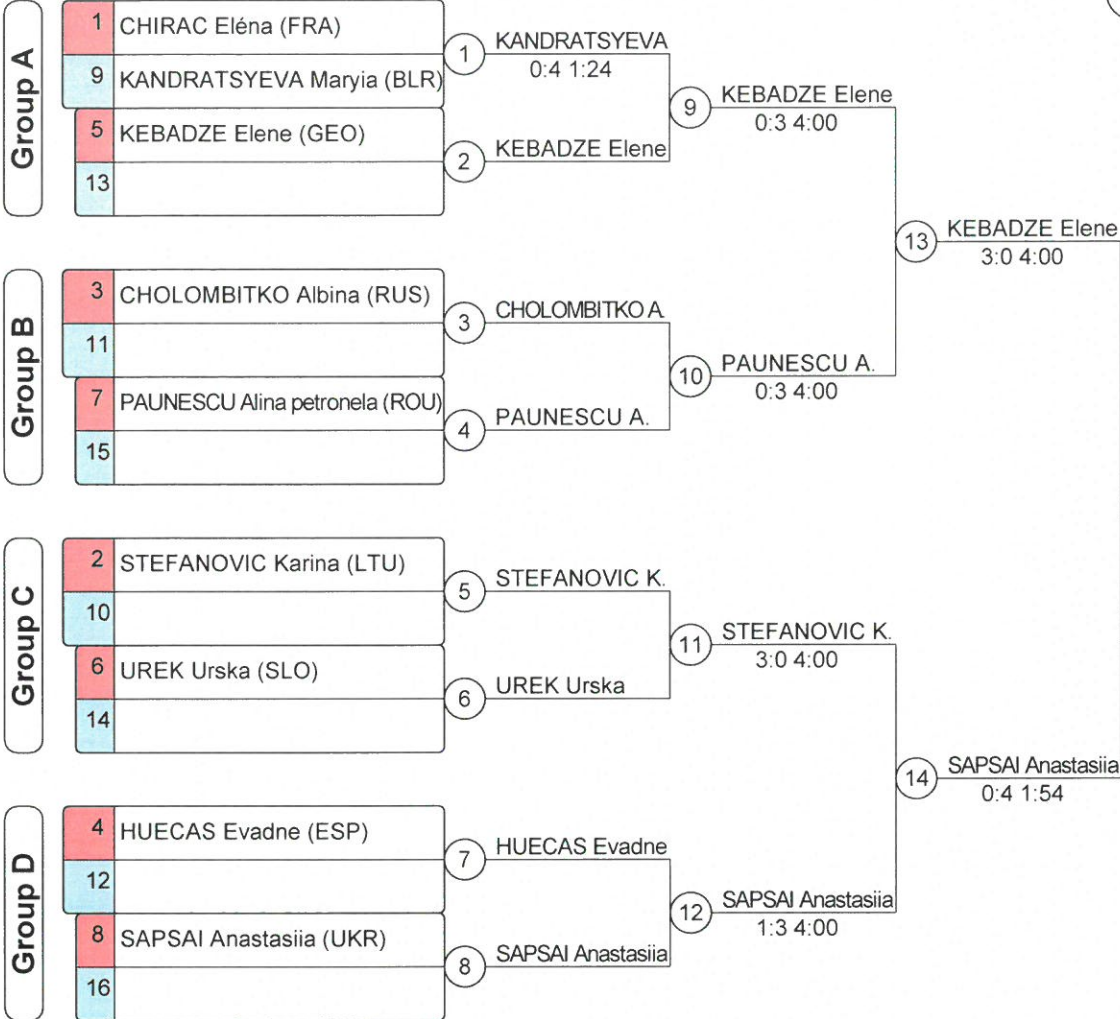 Group A
1 CHIRAC Eléna (FRA)
9 KANDRATSYEVA Maryia (BLR)
5 KEBADZE Elene (GEO)
13
1 KANDRATSYEVA
0:4 1:24
2 KEBADZE Elene
9 KEBADZE Elene
0:3 4:00
13 KEBADZE Elene
3:0 4:00
Group B
3 CHOLOMBITKO Albina (RUS)
11
7 PAUNESCU Alina petronela (ROU)
15
3 CHOLOMBITKO A.
4 PAUNESCU A.
10 PAUNESCU A.
0:3 4:00
Group C
2 STEFANOVIC Karina (LTU)
10
6 UREK Urska (SLO)
14
5 STEFANOVIC K.
6 UREK Urska
11 STEFANOVIC K.
3:0 4:00
14 SAPSAI Anastasiia
0:4 1:54
Group D
4 HUECAS Evadne (ESP)
12
8 SAPSAI Anastasiia (UKR)
16
7 HUECAS Evadne
8 SAPSAI Anastasiia
12 SAPSAI Anastasiia
1:3 4:00